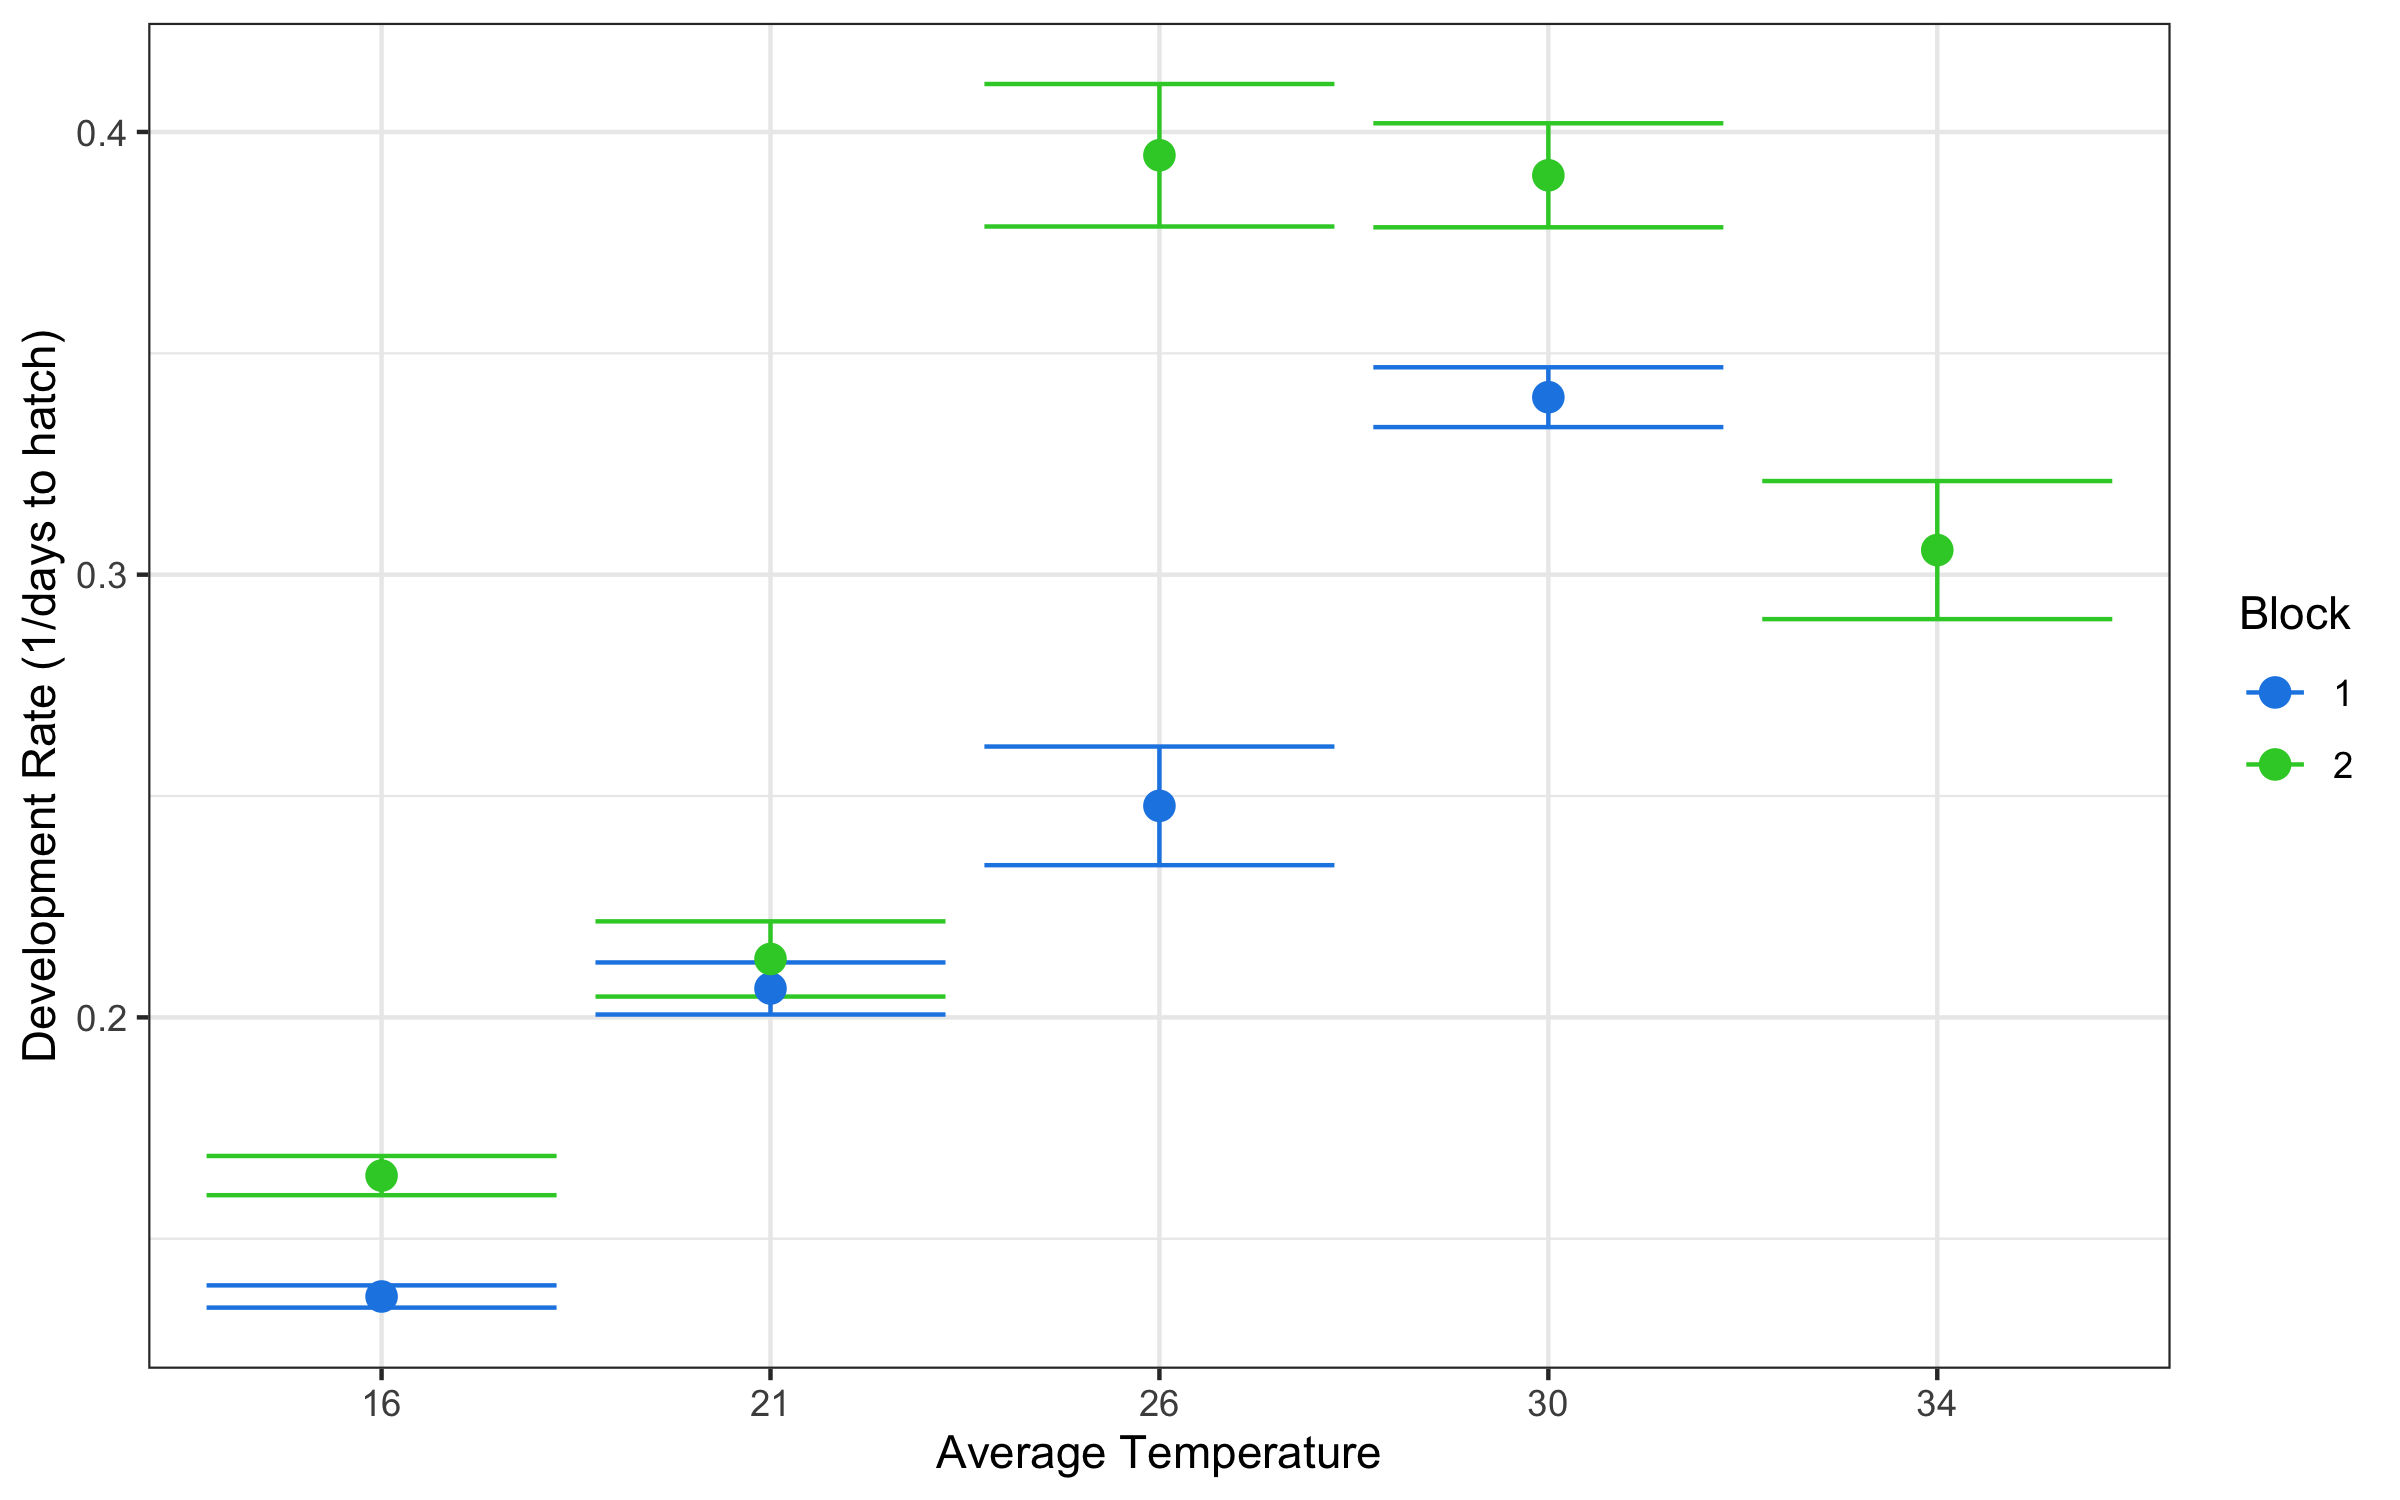 Development Rate (1/days to hatch)
0.4
0.3
0.2
16 21 26 30 34
Average Temperature
Block
1
2